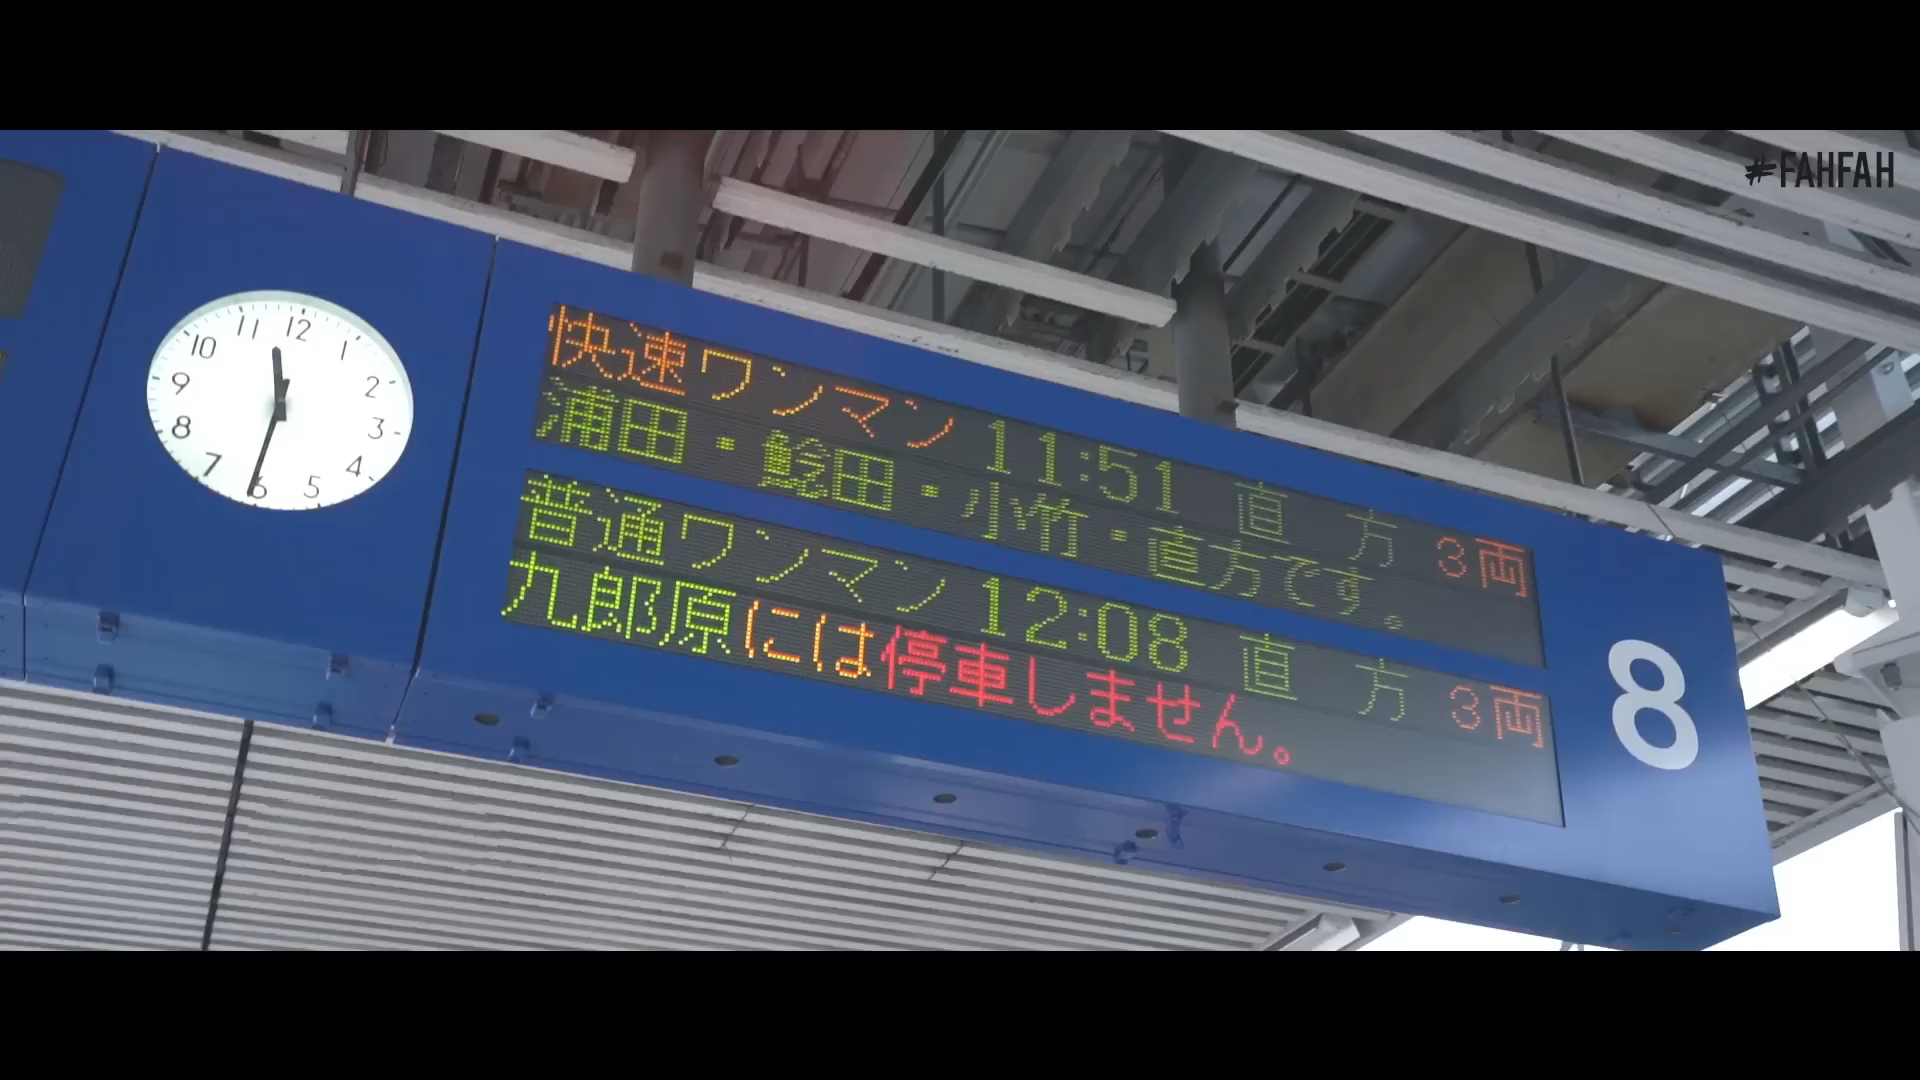 #FAHFAH
11 12 1 2 3 4 5 6 7 8 9 10
快速ワンマン 11:51 直 方 3両
浦田・鯰田・小竹・直方です。
普通ワンマン 12:08 直 方 3両
九郎原には停車しません。
8